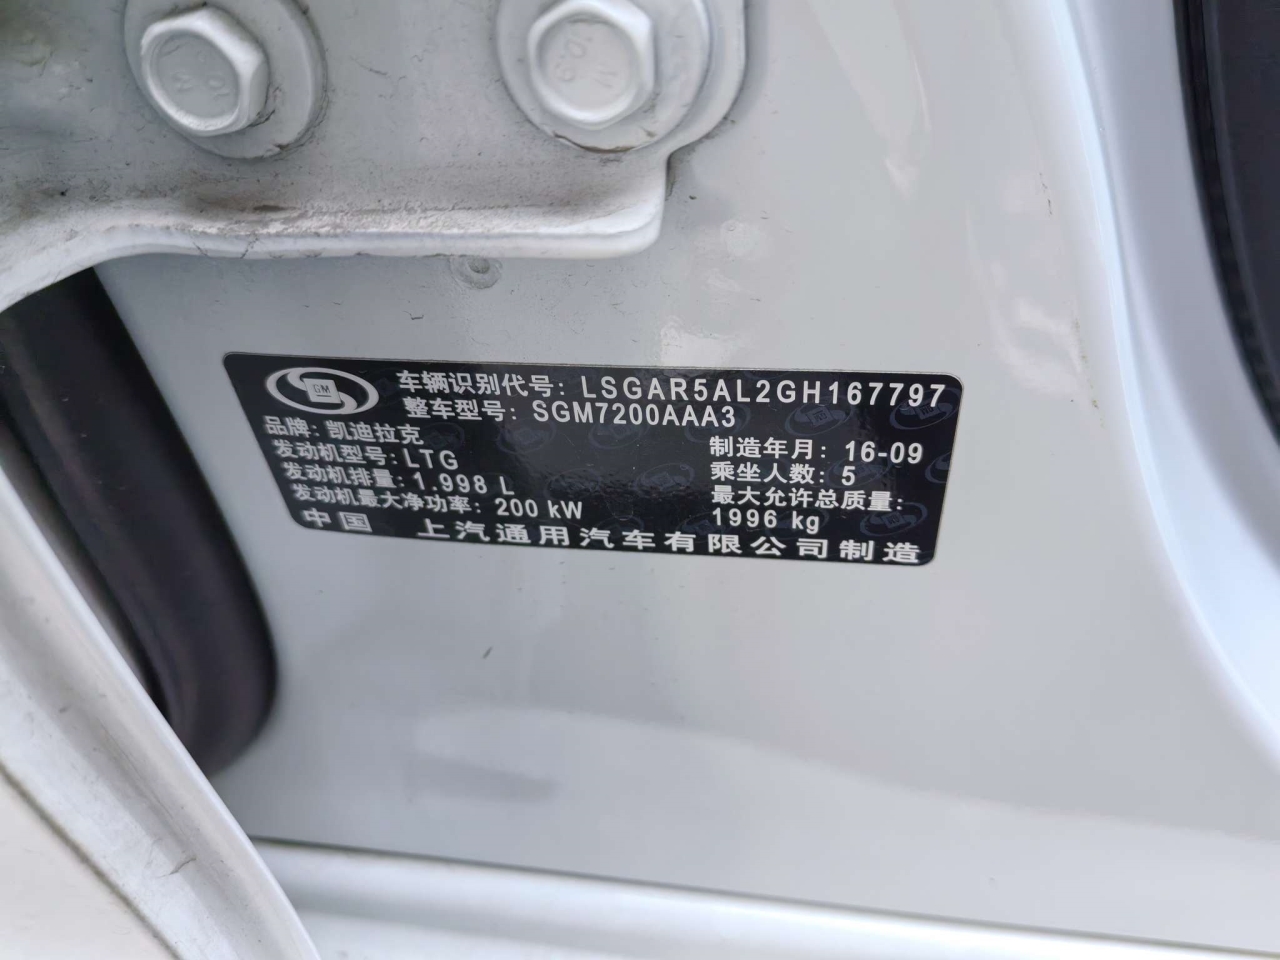 10.9
GM
车辆识别代号: LSGAR5AL2GH167797
整车型号: SGM7200AAA3
品牌: 凯迪拉克
发动机型号: LTG
发动机排量: 1.998 L
发动机最大净功率: 200 kW
制造年月: 16-09
乘坐人数: 5
最大允许总质量:
1996 kg
中国 上汽通用汽车有限公司制造